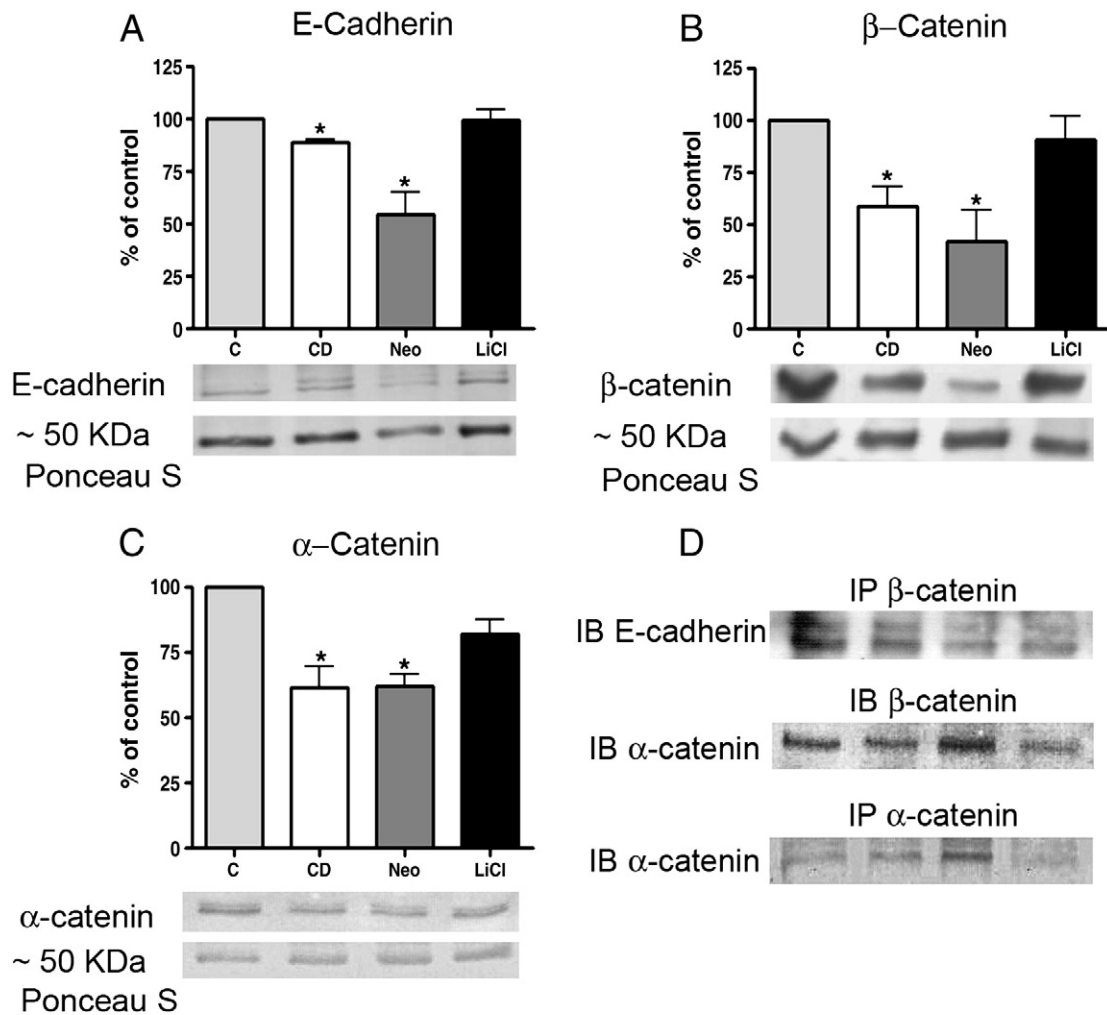 A
E-Cadherin
% of control
125
100
75
50
25
0
*
*
C CD Neo LiCl
E-cadherin
~ 50 KDa
Ponceau S
B
β–Catenin
% of control
125
100
75
50
25
0
*
*
C CD Neo LiCl
β-catenin
~ 50 KDa
Ponceau S
C
α–Catenin
% of control
100
75
50
25
0
*
*
C CD Neo LiCl
α-catenin
~ 50 KDa
Ponceau S
D
IP β-catenin
IB E-cadherin
IB β-catenin
IB α-catenin
IP α-catenin
IB α-catenin